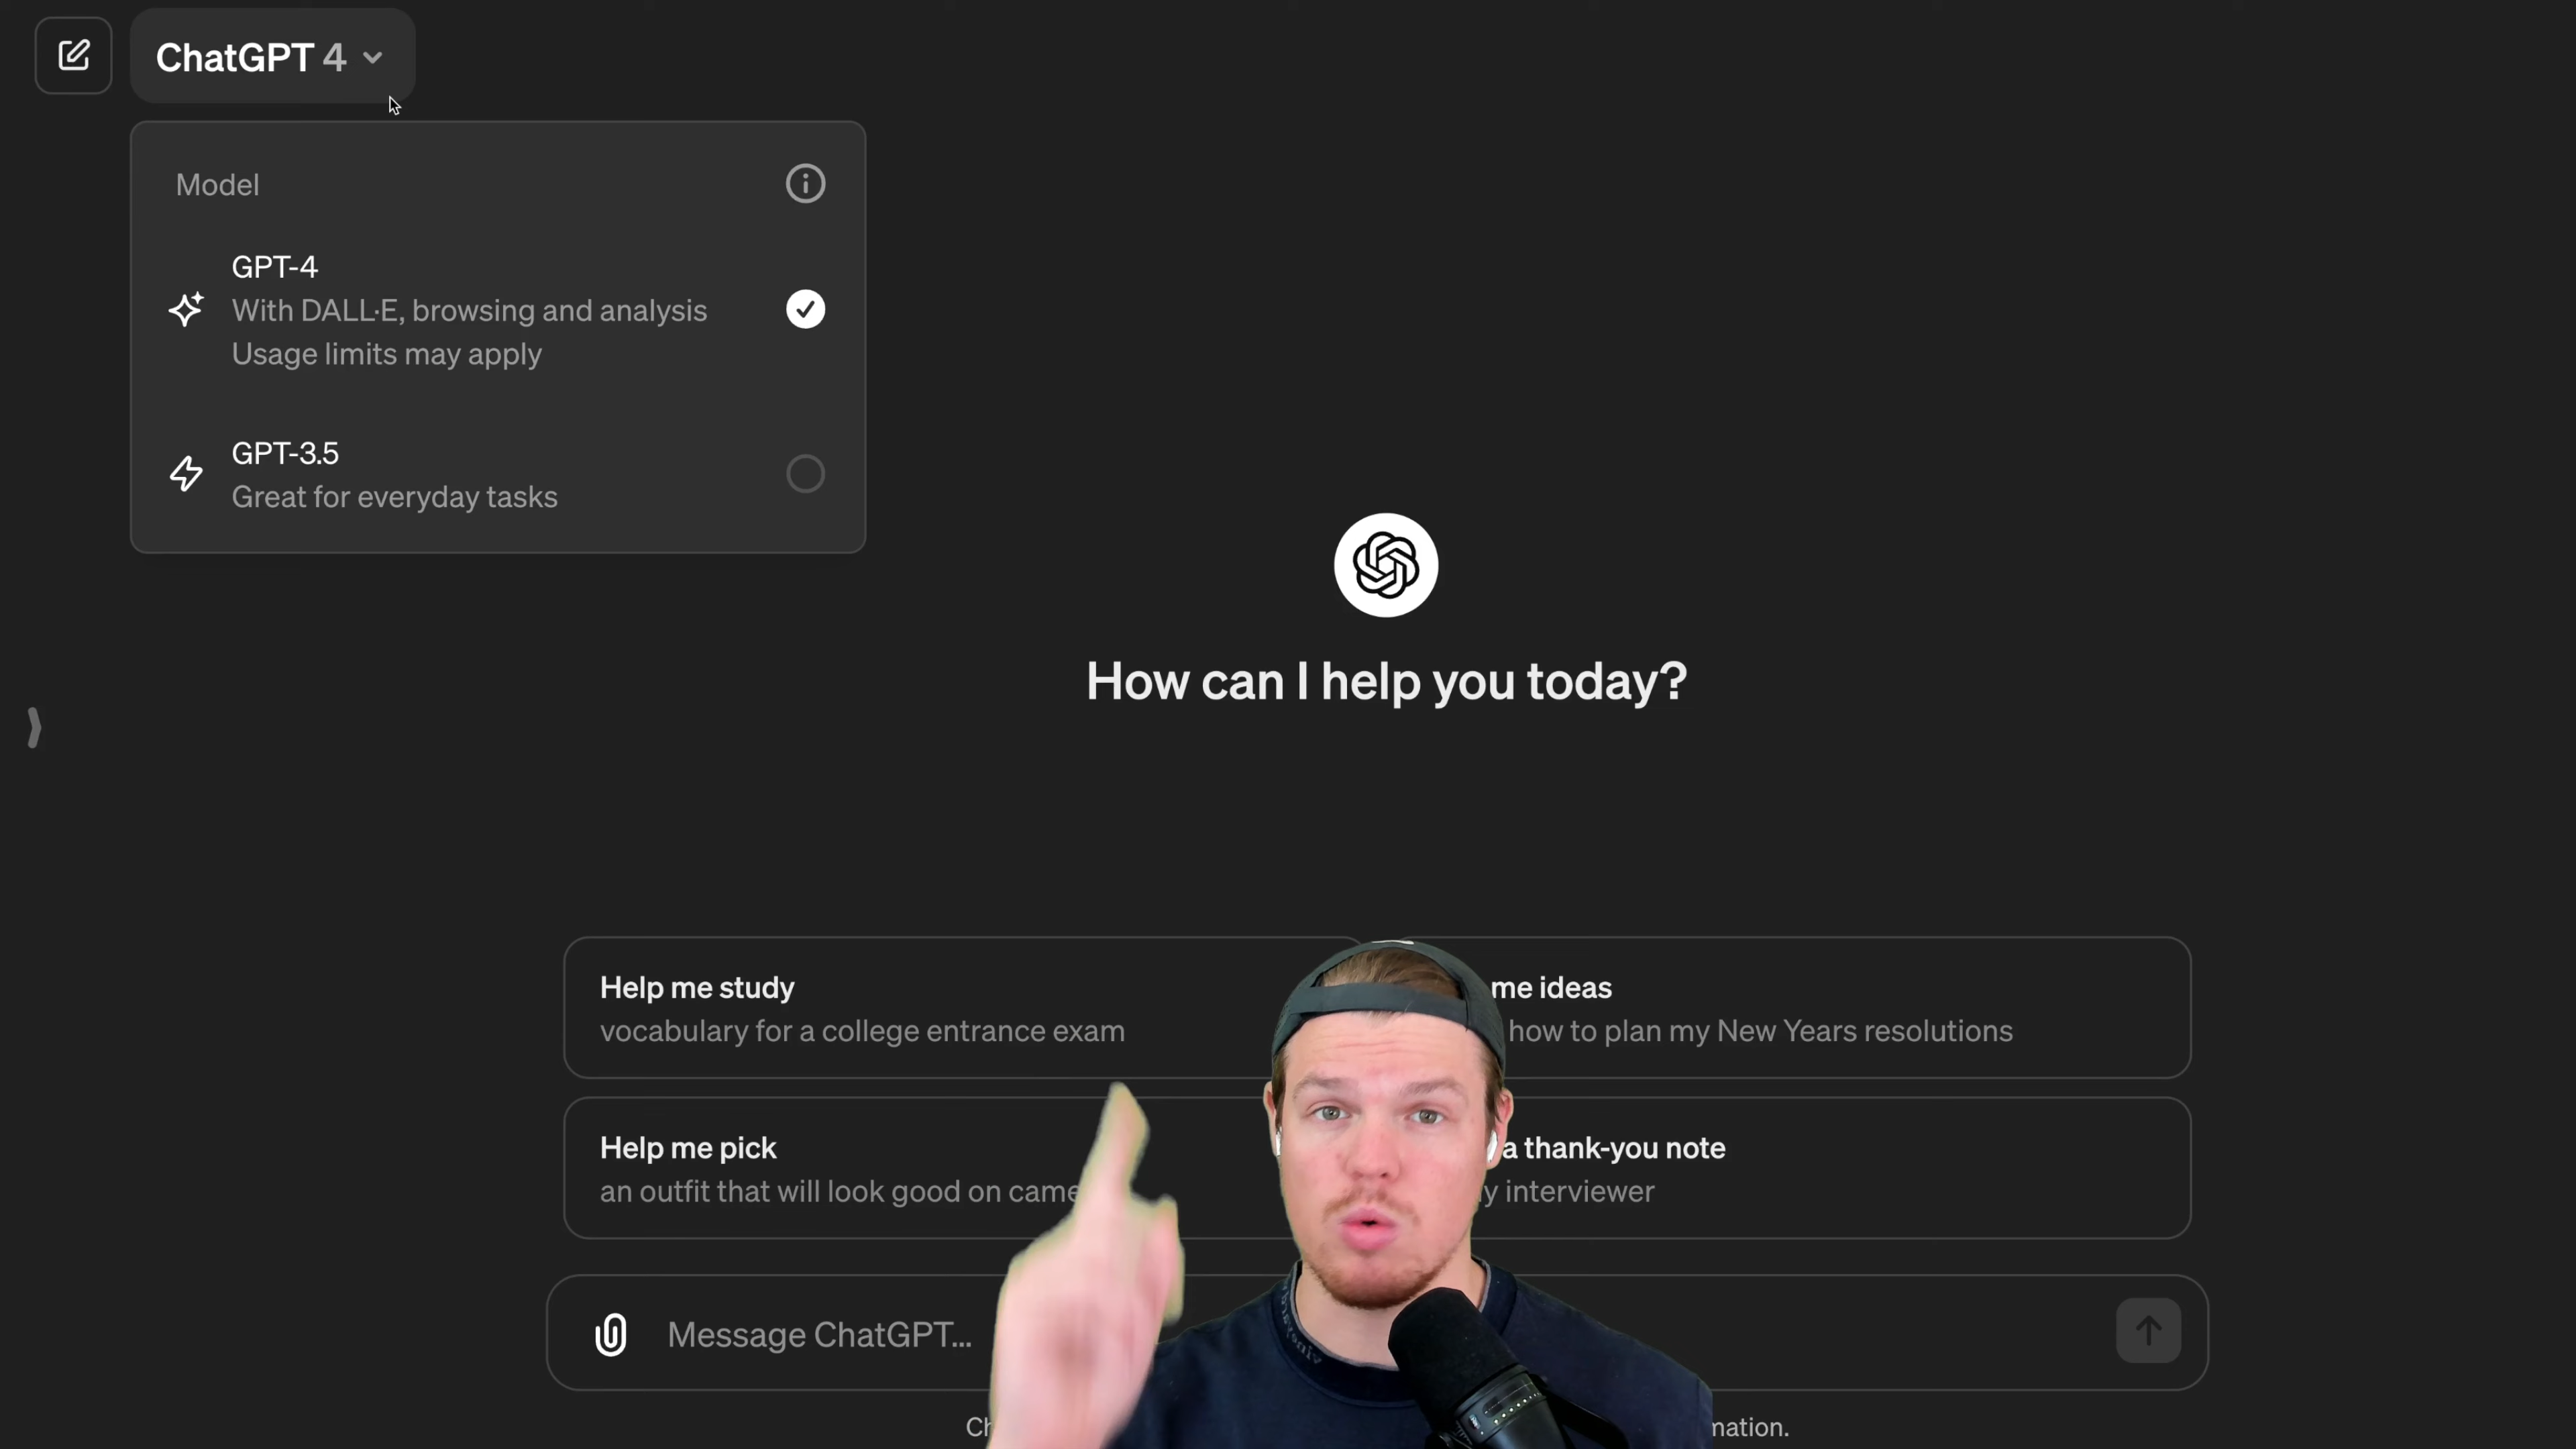 ChatGPT 4
Model
GPT-4
With DALL·E, browsing and analysis
Usage limits may apply
GPT-3.5
Great for everyday tasks
How can I help you today?
Help me study
vocabulary for a college entrance exam
me ideas
how to plan my New Years resolutions
Help me pick
an outfit that will look good on
a thank-you note
interviewer
Message ChatGPT...